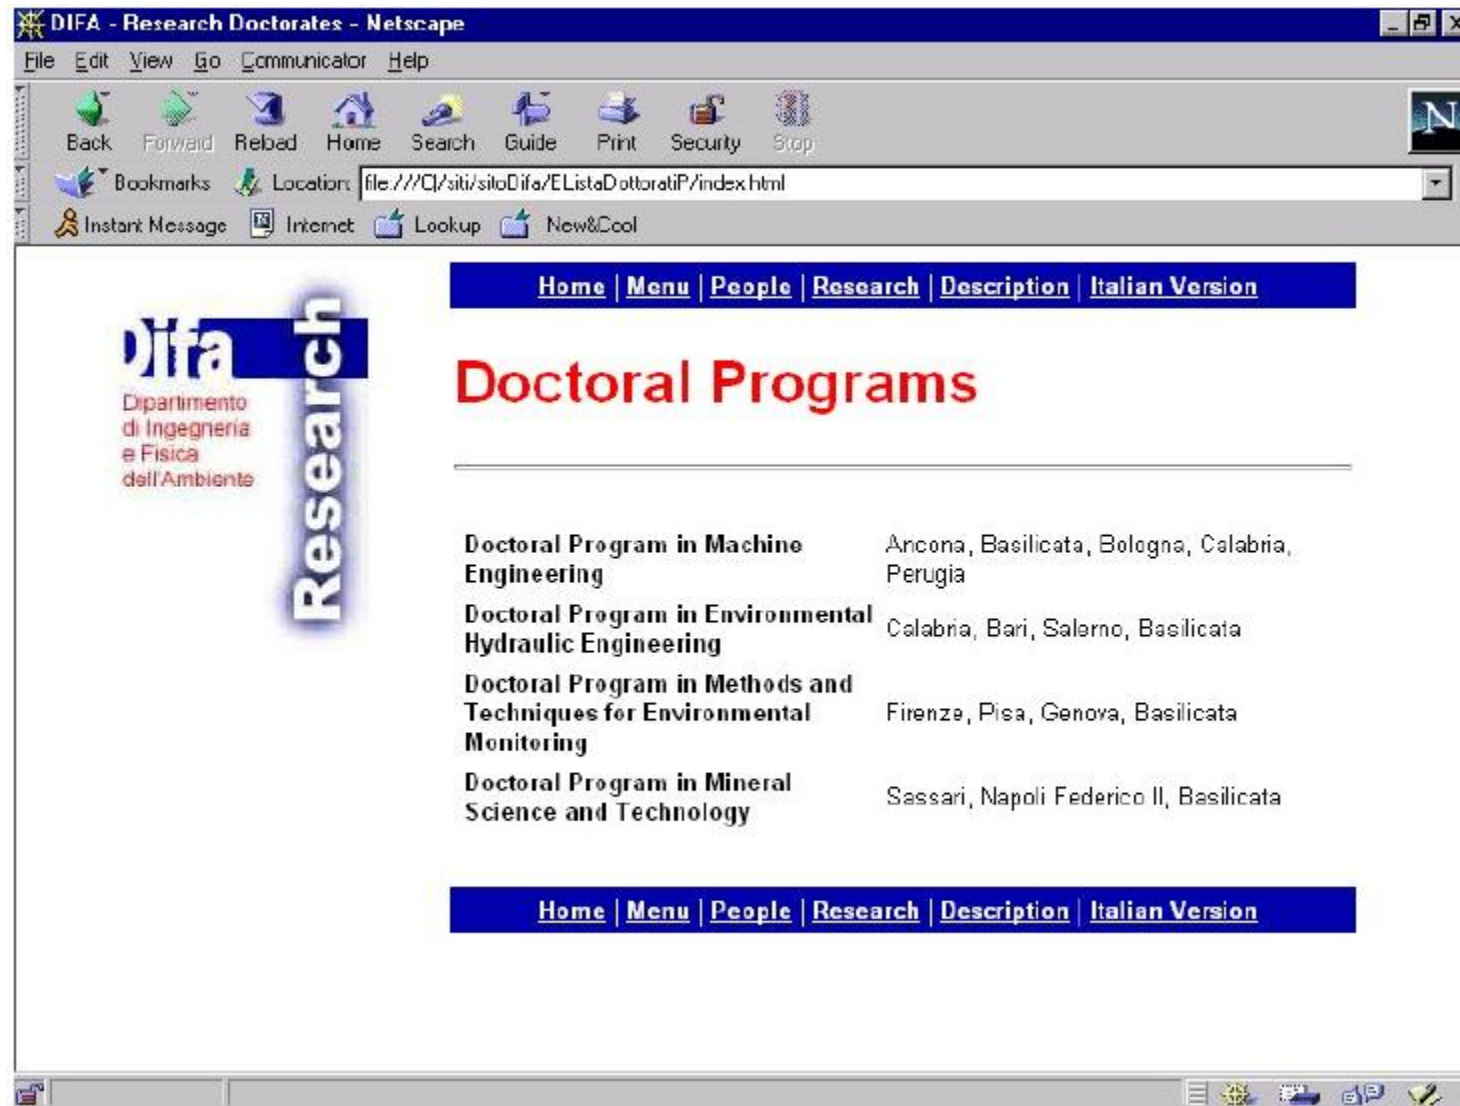 DIFA - Research Doctorates - Netscape
File Edit View Go Communicator Help
Back Forward Reload Home Search Guide Print Security Stop
N
Bookmarks Location: file:///C|/siti/sitoDifa/EListaDottoratiP/index.html
Instant Message Internet Lookup New&Cool
Home | Menu | People | Research | Description | Italian Version
Difa
Dipartimento
di Ingegneria
e Fisica
dell'Ambiente
Research
Doctoral Programs
Doctoral Program in Machine
Engineering
Ancona, Basilicata, Bologna, Calabria,
Perugia
Doctoral Program in Environmental
Hydraulic Engineering
Calabria, Bari, Salerno, Basilicata
Doctoral Program in Methods and
Techniques for Environmental
Monitoring
Firenze, Pisa, Genova, Basilicata
Doctoral Program in Mineral
Science and Technology
Sassari, Napoli Federico II, Basilicata
Home | Menu | People | Research | Description | Italian Version